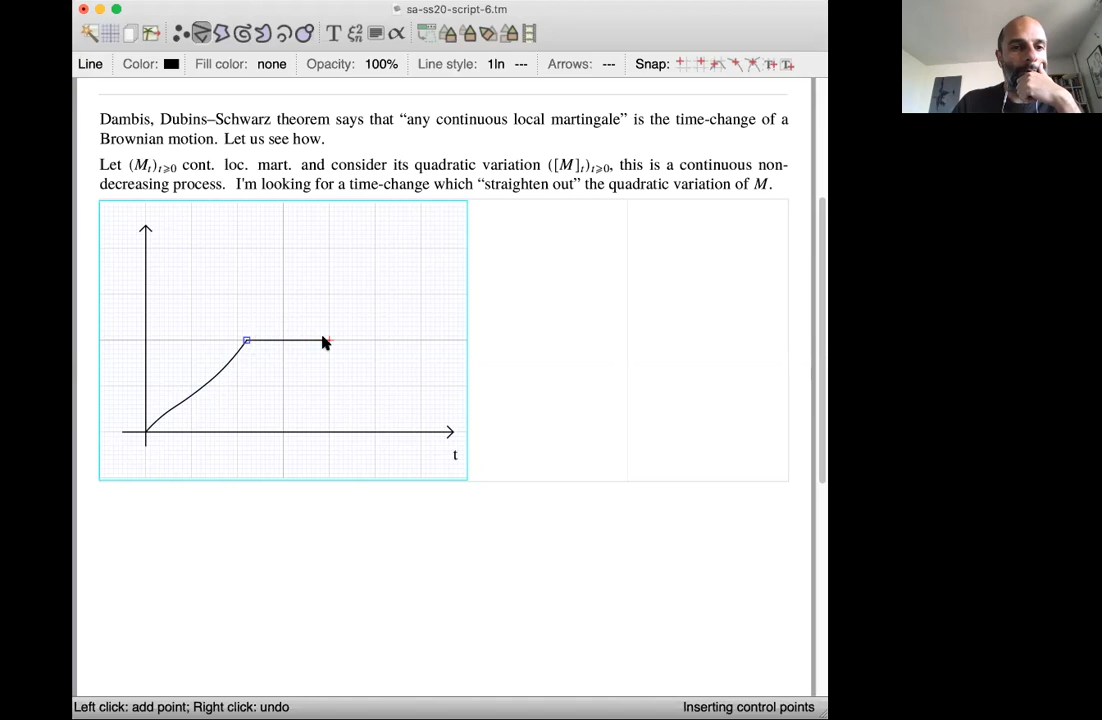 sa-ss20-script-6.tm
Line Color: Fill color: none Opacity: 100% Line style: 1ln --- Arrows: --- Snap:
Dambis, Dubins–Schwarz theorem says that “any continuous local martingale” is the time-change of a
Brownian motion. Let us see how.
Let (Mₜ)ₜ⩾₀ cont. loc. mart. and consider its quadratic variation ([M]ₜ)ₜ⩾₀, this is a continuous non-
decreasing process. I'm looking for a time-change which “straighten out” the quadratic variation of M.
t
Left click: add point; Right click: undo Inserting control points